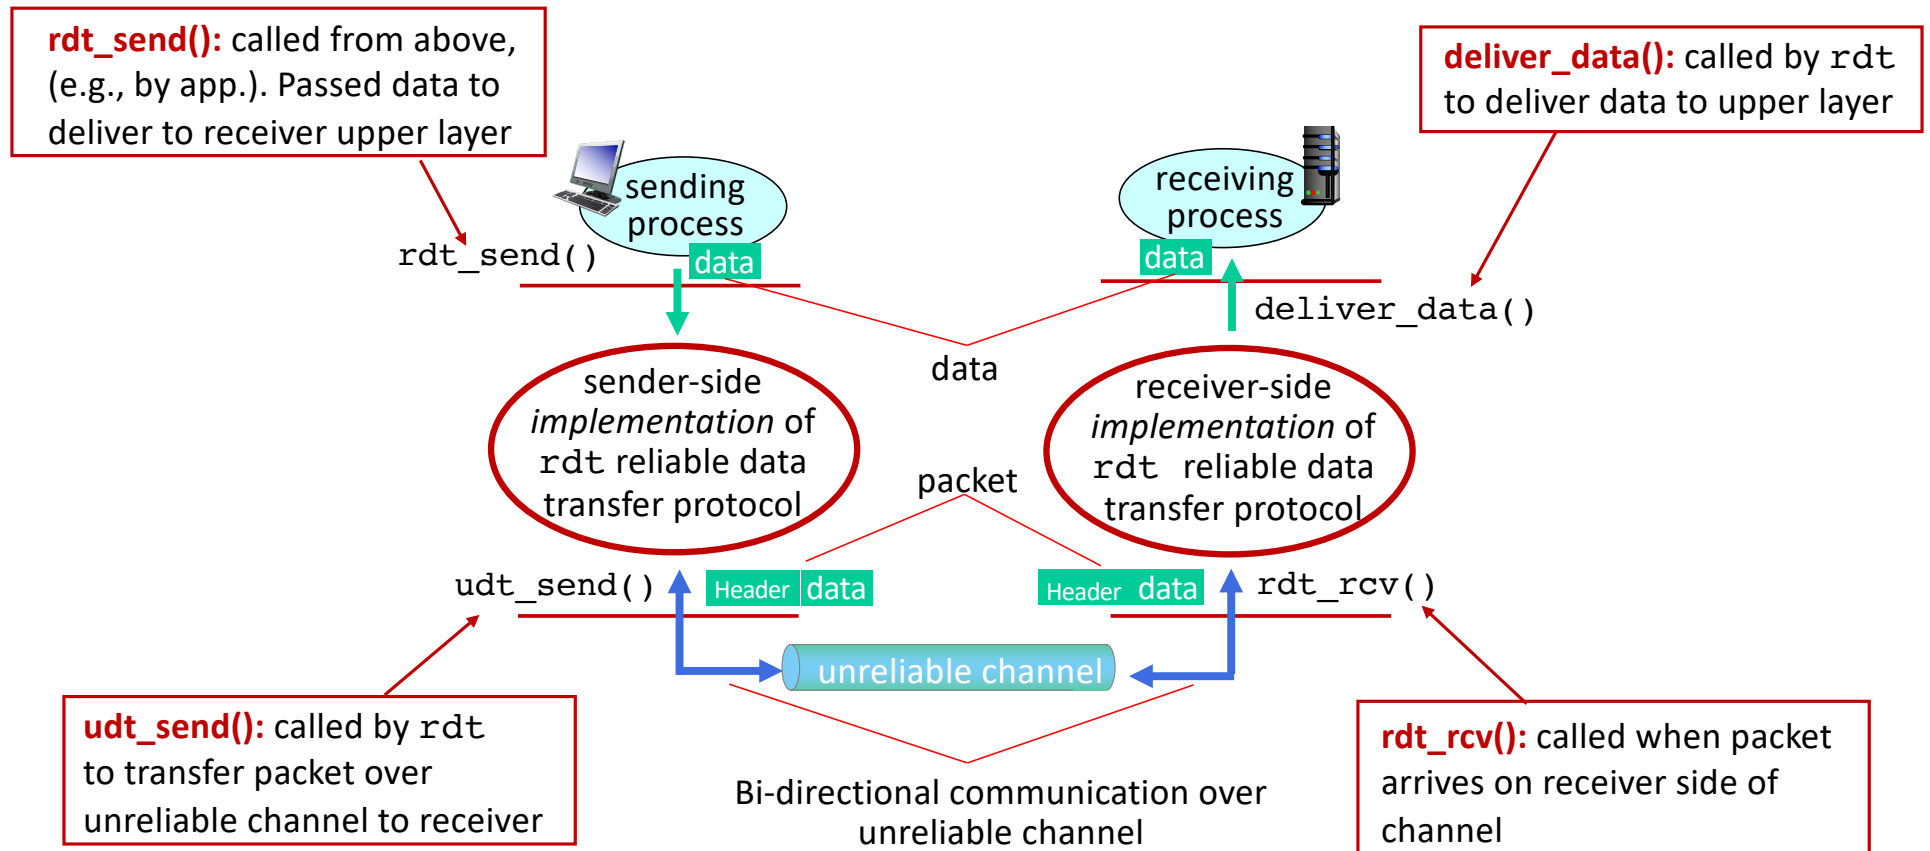 rdt_send(): called from above,
(e.g., by app.). Passed data to
deliver to receiver upper layer
deliver_data(): called by rdt
to deliver data to upper layer
sending
process
receiving
process
rdt_send()
data
data
deliver_data()
data
sender-side
implementation of
rdt reliable data
transfer protocol
receiver-side
implementation of
rdt reliable data
transfer protocol
packet
udt_send()
Header data
Header data
rdt_rcv()
unreliable channel
udt_send(): called by rdt
to transfer packet over
unreliable channel to receiver
Bi-directional communication over
unreliable channel
rdt_rcv(): called when packet
arrives on receiver side of
channel